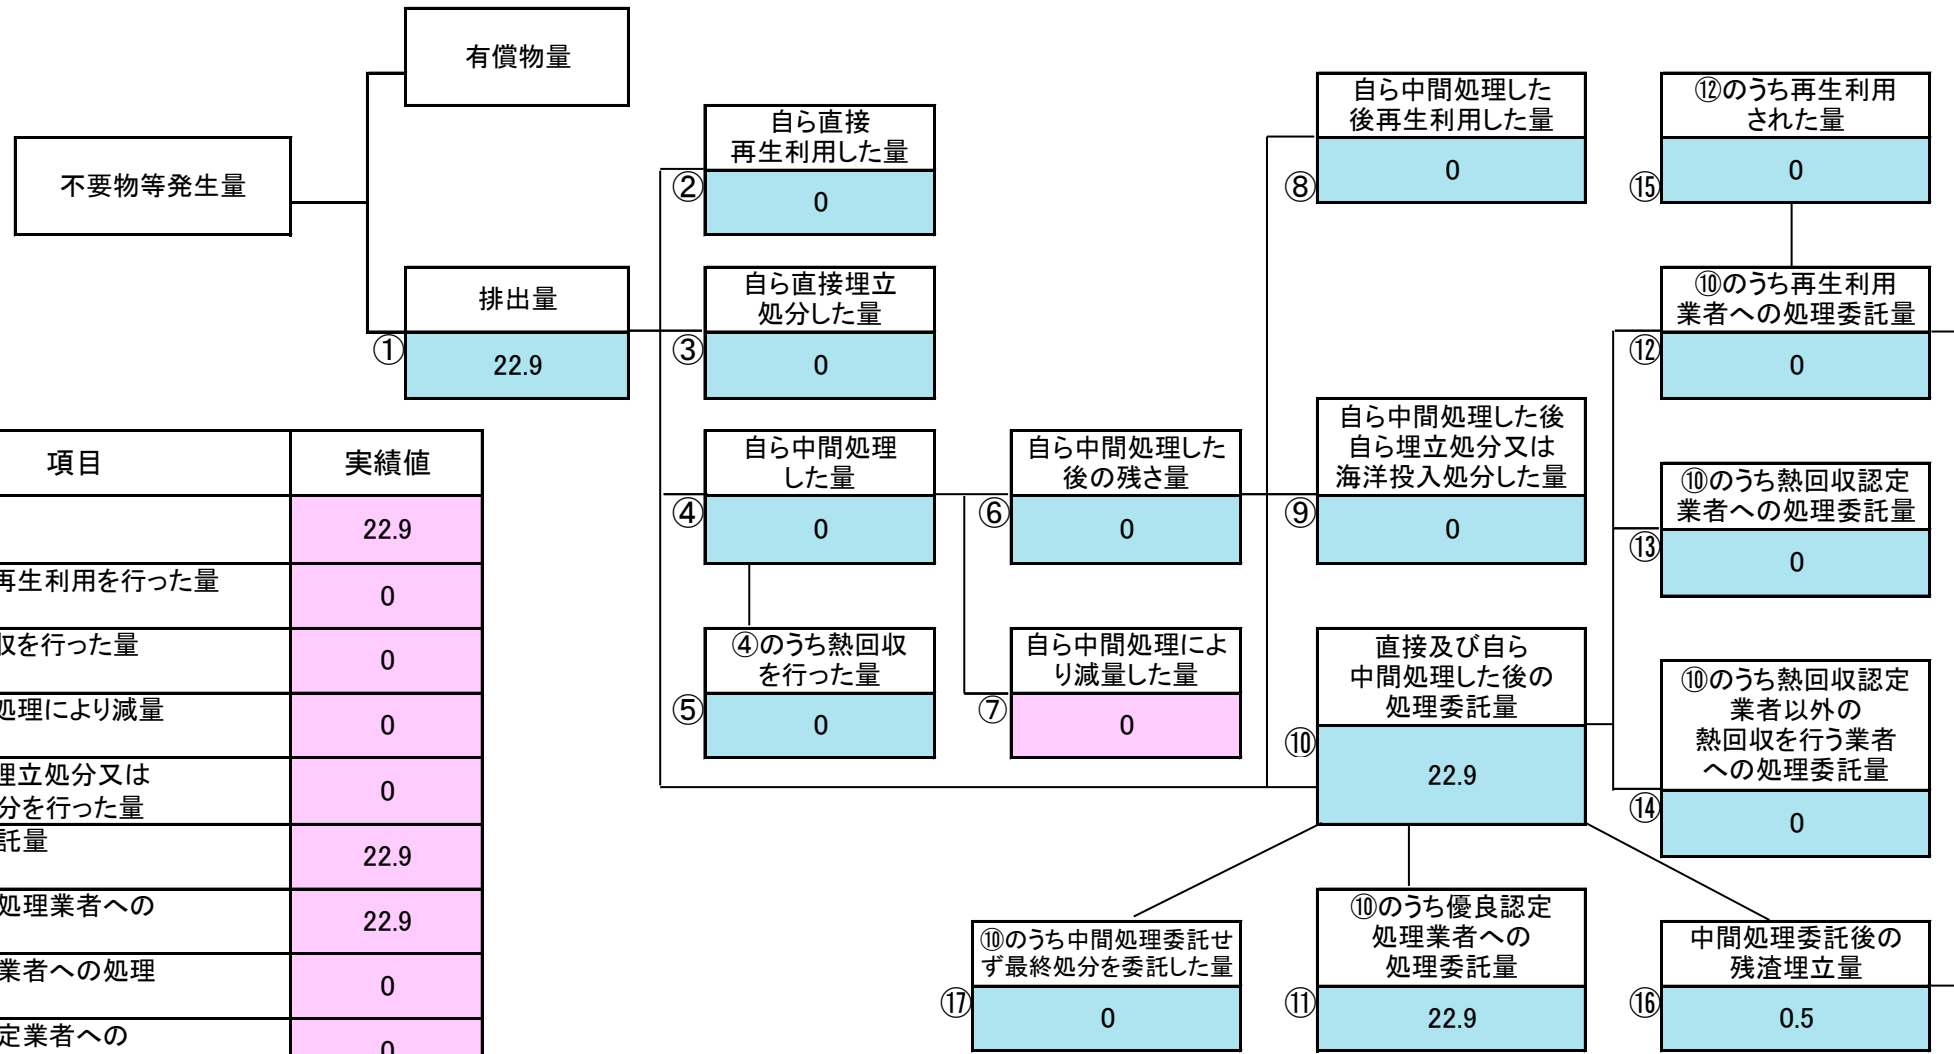 有償物量
不要物等発生量
排出量
①
22.9
自ら直接
再生利用した量
②
0
自ら直接埋立
処分した量
③
0
自ら中間処理
した量
④
0
④のうち熱回収
を行った量
⑤
0
自ら中間処理した
後の残さ量
⑥
0
自ら中間処理によ
り減量した量
⑦
0
自ら中間処理した
後再生利用した量
⑧
0
自ら中間処理した後
自ら埋立処分又は
海洋投入処分した量
⑨
0
直接及び自ら
中間処理した後の
処理委託量
⑩
22.9
⑫のうち再生利用
された量
⑮
0
⑩のうち再生利用
業者への処理委託量
⑫
0
⑩のうち熱回収認定
業者への処理委託量
⑬
0
⑩のうち熱回収認定
業者以外の
熱回収を行う業者
への処理委託量
⑭
0
⑩のうち中間処理委託せ
ず最終処分を委託した量
⑰
0
⑩のうち優良認定
処理業者への
処理委託量
⑪
22.9
中間処理委託後の
残渣埋立量
⑯
0.5
項目 実績値
22.9
再生利用を行った量 0
収を行った量 0
処理により減量 0
埋立処分又は
分を行った量 0
託量 22.9
処理業者への 22.9
業者への処理 0
定業者への 0